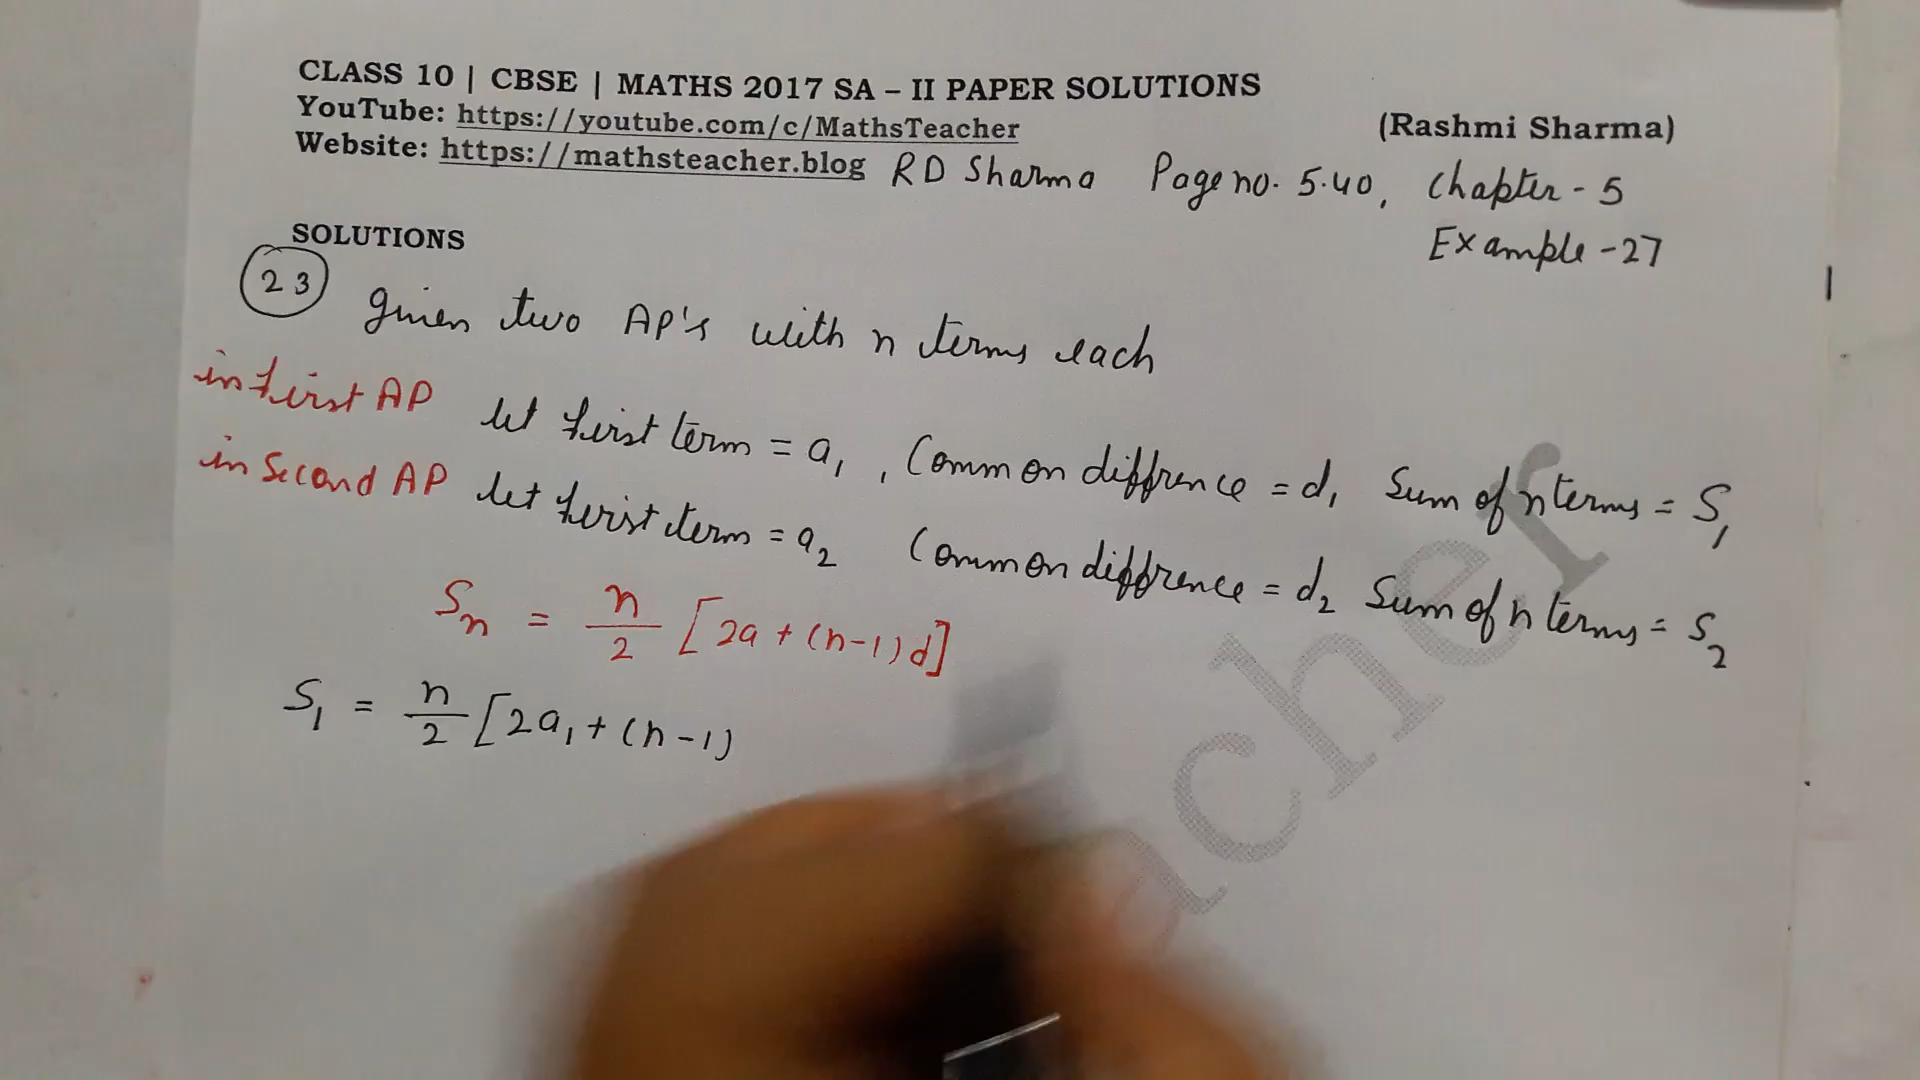 CLASS 10 | CBSE | MATHS 2017 SA – II PAPER SOLUTIONS
YouTube: https://youtube.com/c/MathsTeacher (Rashmi Sharma)
Website: https://mathsteacher.blog RD Sharma Page no. 5.40, Chapter - 5
Example - 27
SOLUTIONS
23 given two AP's with n terms each
in first AP let first term = a₁, Common diffrence = d₁ Sum of n terms = S₁
in Second AP let first term = a₂ Common diffrence = d₂ Sum of n terms = S₂
Sₙ = n/2 [2a + (n-1)d]
S₁ = n/2 [2a₁ + (n-1)
acher